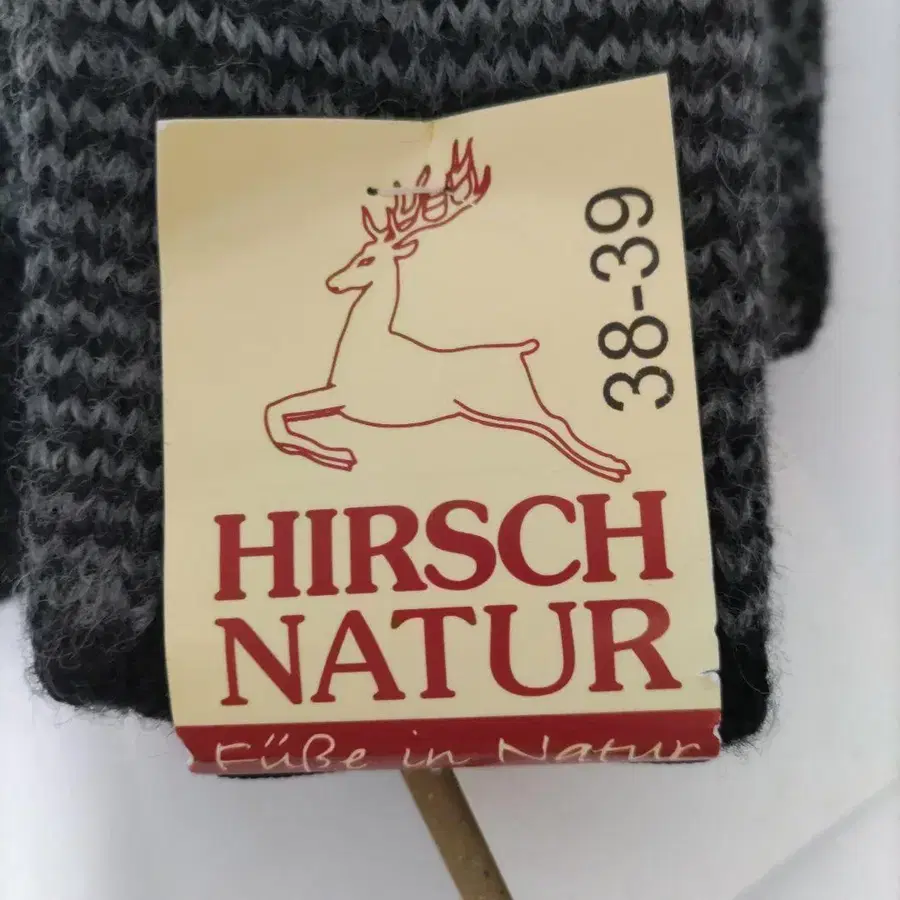 38-39
HIRSCH
NATUR
Füße in Natur